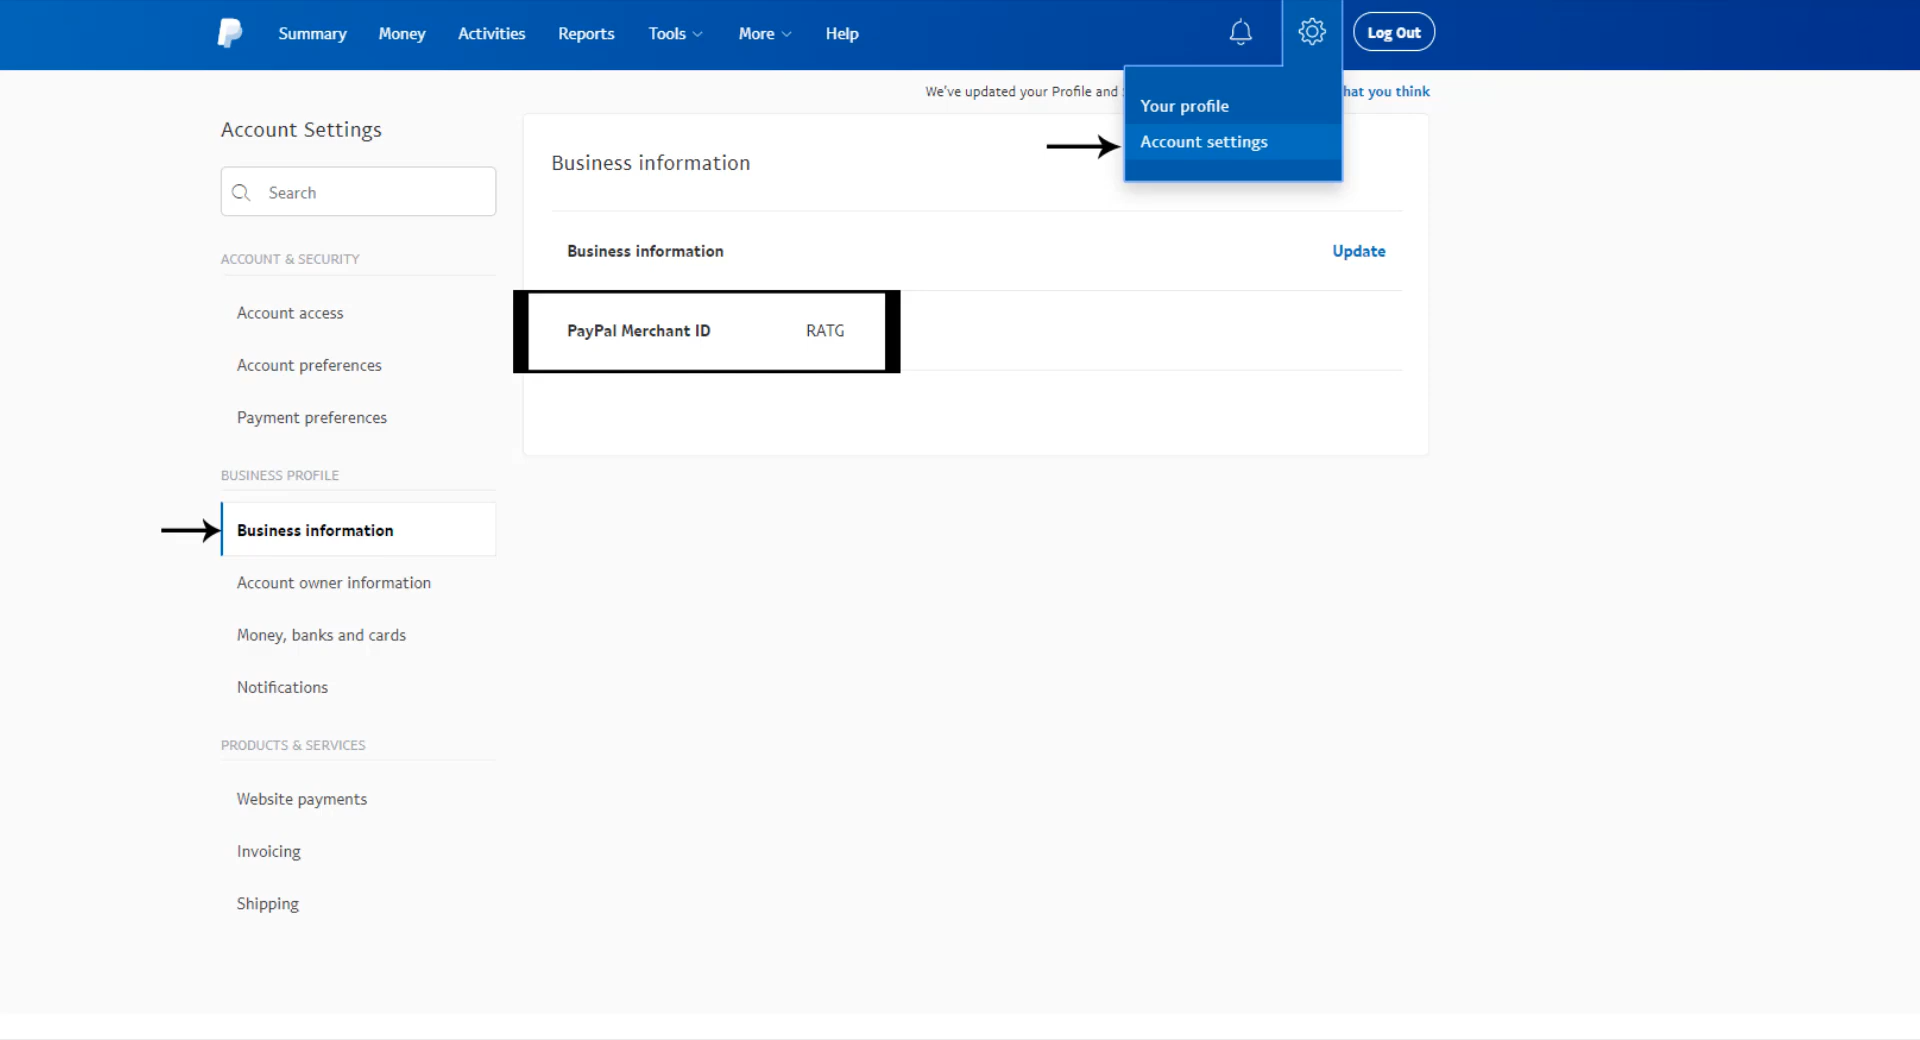 Summary Money Activities Reports Tools More Help Log Out
We've updated your Profile and
hat you think
Your profile
Account settings
Account Settings
Search
ACCOUNT & SECURITY
Account access
Account preferences
Payment preferences
BUSINESS PROFILE
Business information
Account owner information
Money, banks and cards
Notifications
PRODUCTS & SERVICES
Website payments
Invoicing
Shipping
Business information
Business information Update
PayPal Merchant ID RATG